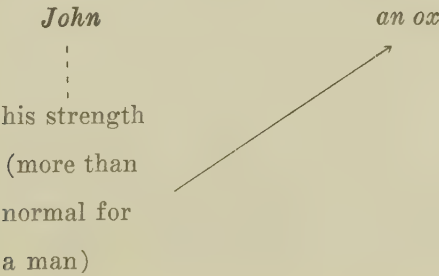 John an ox
his strength
(more than
normal for
a man)